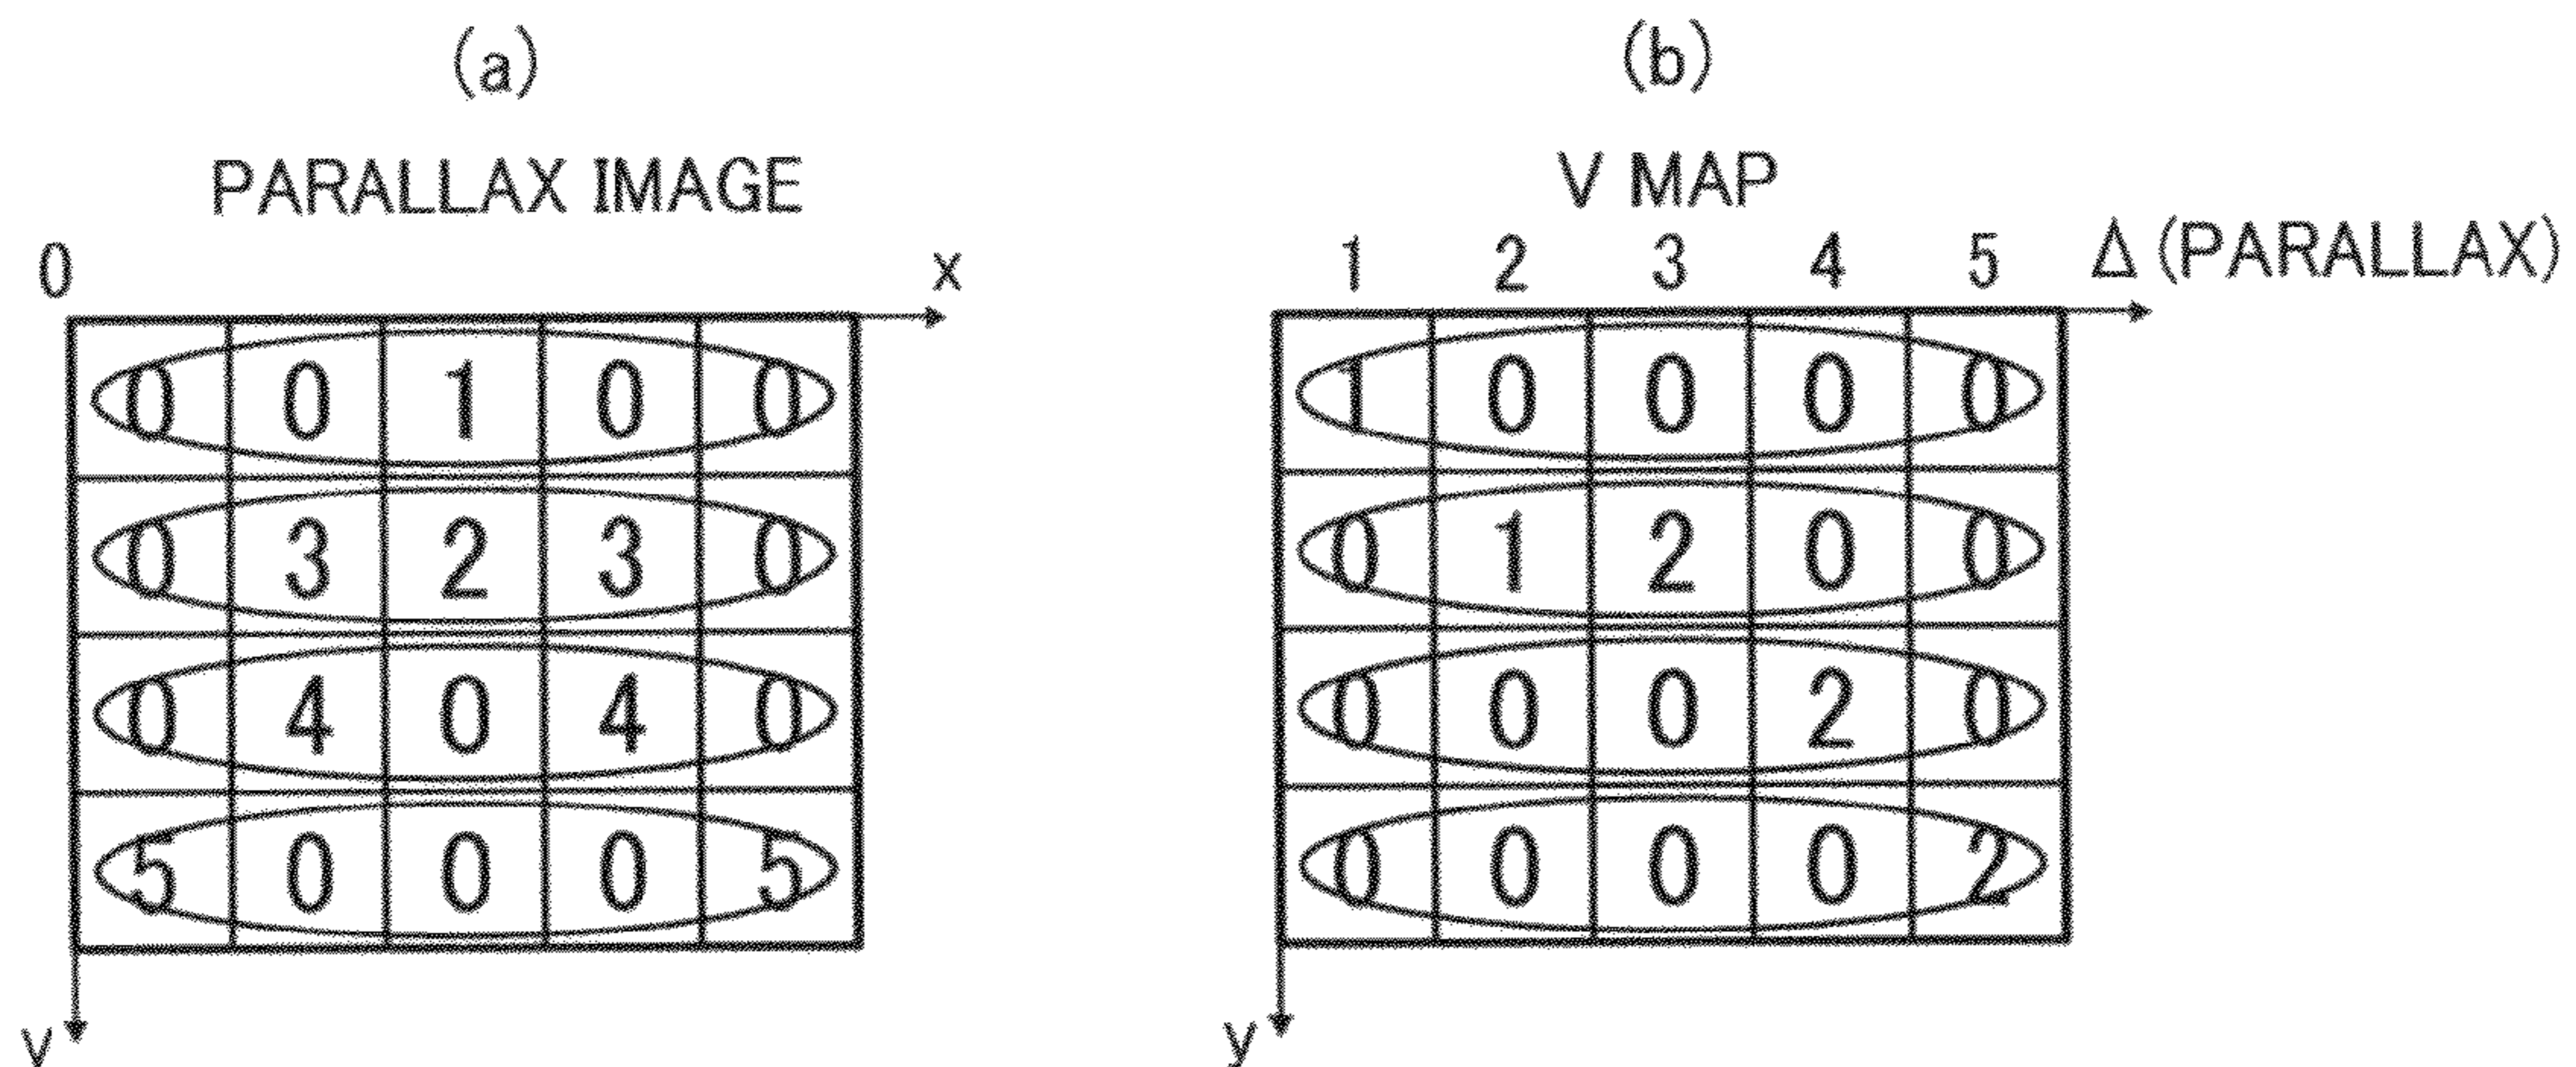 (a)
PARALLAX IMAGE
0 x
0 0 1 0 0
0 3 2 3 0
0 4 0 4 0
5 0 0 0 5
v
(b)
V MAP
1 2 3 4 5 Δ (PARALLAX)
1 0 0 0 0
0 1 2 0 0
0 0 0 2 0
0 0 0 0 2
y